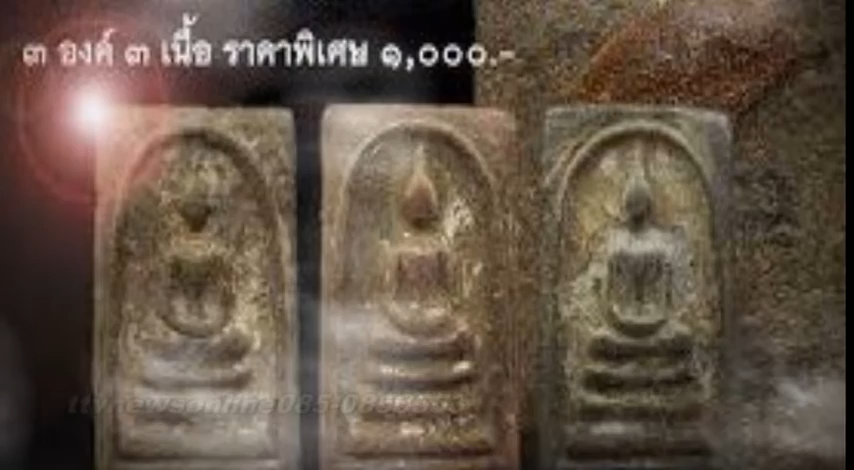 ๓ องค์ ๓ เนื้อ ราคาพิเศษ ๑,๐๐๐.-